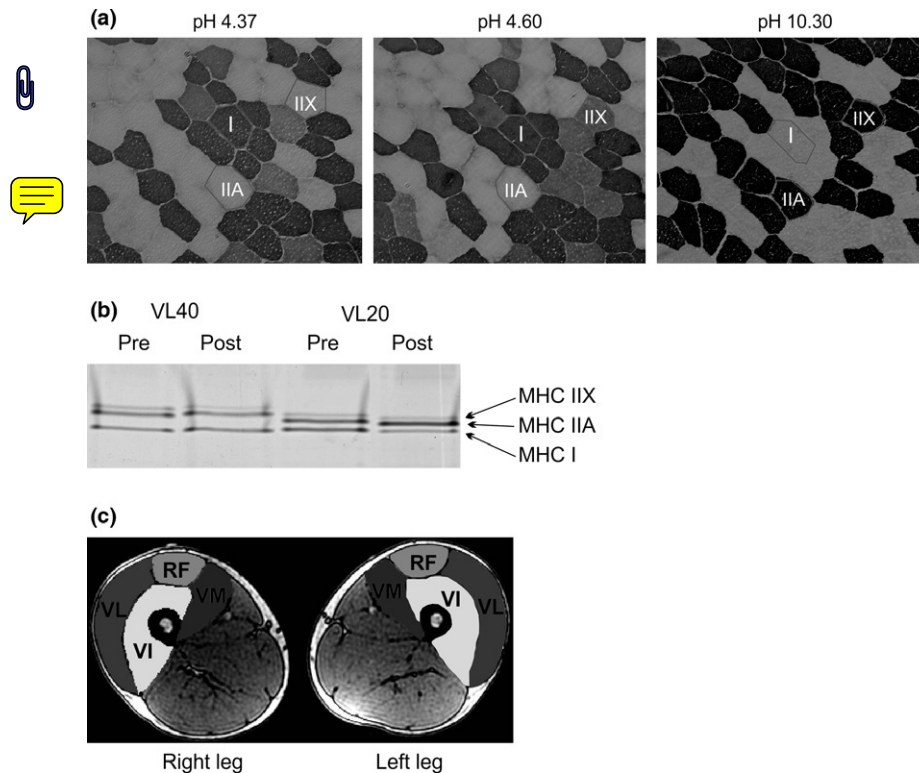 (a)
pH 4.37 pH 4.60 pH 10.30
IIX
I
IIA
IIX
I
IIA
IIX
I
IIA
(b)
VL40 VL20
Pre Post Pre Post
MHC IIX
MHC IIA
MHC I
(c)
RF
VL
VM
VI
RF
VM
VI
VL
Right leg Left leg